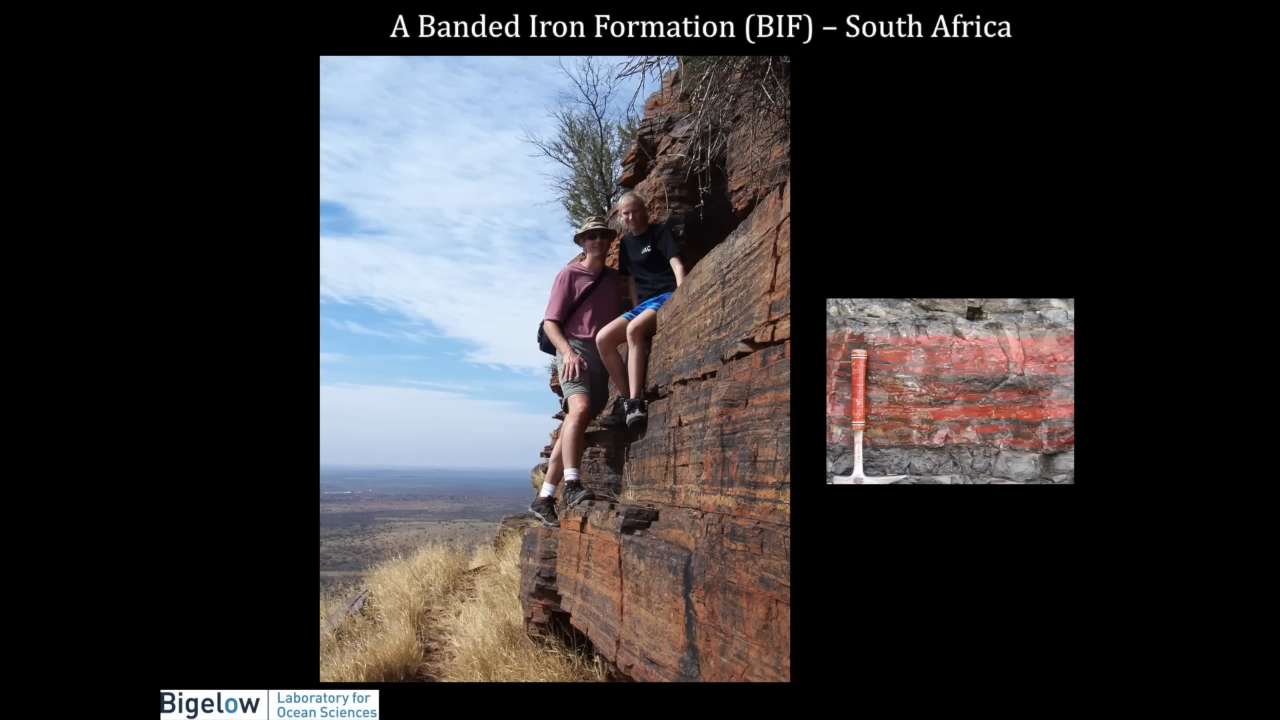 A Banded Iron Formation (BIF) – South Africa
Bigelow
Laboratory for
Ocean Sciences